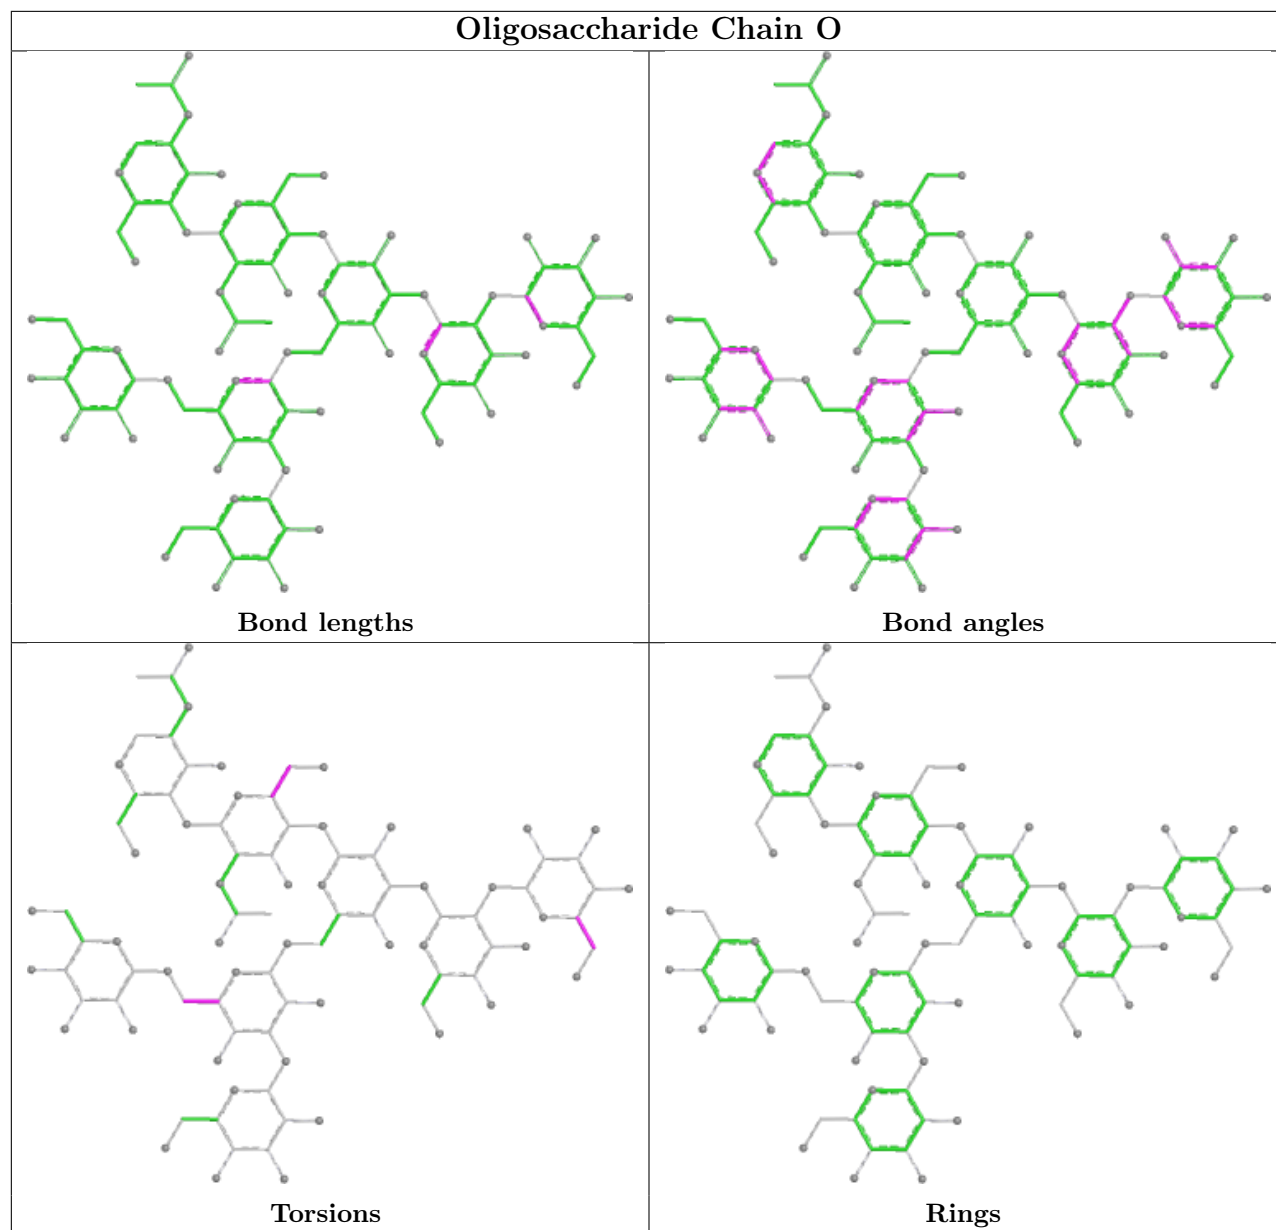 Oligosaccharide Chain O
Bond lengths
Bond angles
Torsions
Rings